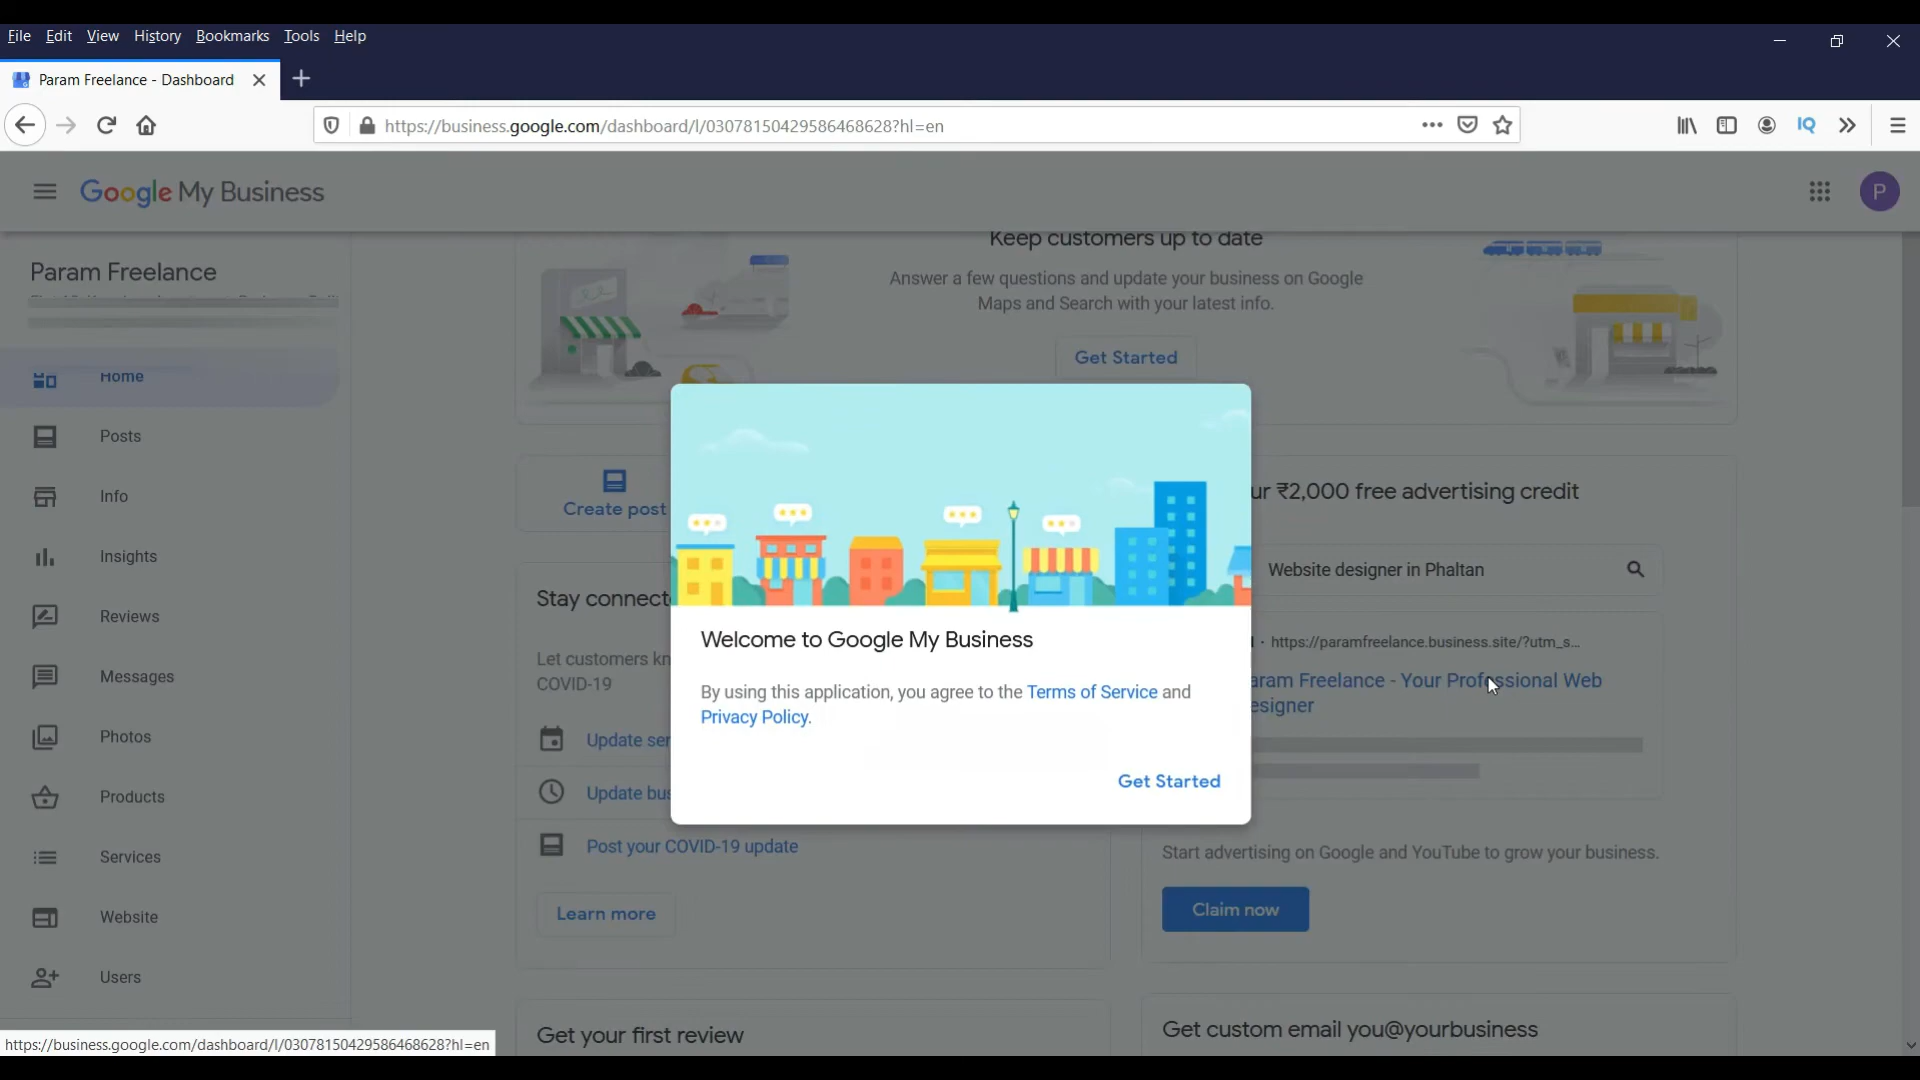 File Edit View History Bookmarks Tools Help
Param Freelance - Dashboard
https://business.google.com/dashboard/l/03078150429586468628?hl=en
IQ
Google My Business
P
Param Freelance
Home
Posts
Info
Insights
Reviews
Messages
Photos
Products
Services
Website
Users
Keep customers up to date
Answer a few questions and update your business on Google
Maps and Search with your latest info.
Get Started
Create post
Stay connect
Let customers kn
COVID-19
Update ser
Update bus
Post your COVID-19 update
Learn more
Get your first review
Welcome to Google My Business
By using this application, you agree to the Terms of Service and
Privacy Policy.
Get Started
ur ₹2,000 free advertising credit
Website designer in Phaltan
· https://paramfreelance.business.site/?utm_s...
aram Freelance - Your Professional Web
esigner
Start advertising on Google and YouTube to grow your business.
Claim now
Get custom email you@yourbusiness
https://business.google.com/dashboard/l/03078150429586468628?hl=en